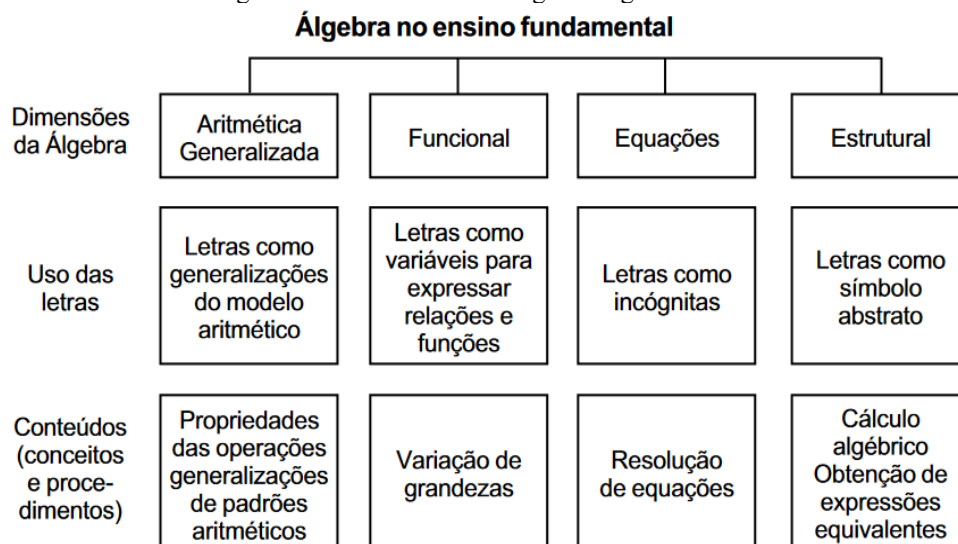 Álgebra no ensino fundamental
Dimensões
da Álgebra
Aritmética
Generalizada
Funcional
Equações
Estrutural
Uso das
letras
Letras como
generalizações
do modelo
aritmético
Letras como
variáveis para
expressar
relações e
funções
Letras como
incógnitas
Letras como
símbolo
abstrato
Conteúdos
(conceitos
e proce-
dimentos)
Propriedades
das operações
generalizações
de padrões
aritméticos
Variação de
grandezas
Resolução
de equações
Cálculo
algébrico
Obtenção de
expressões
equivalentes